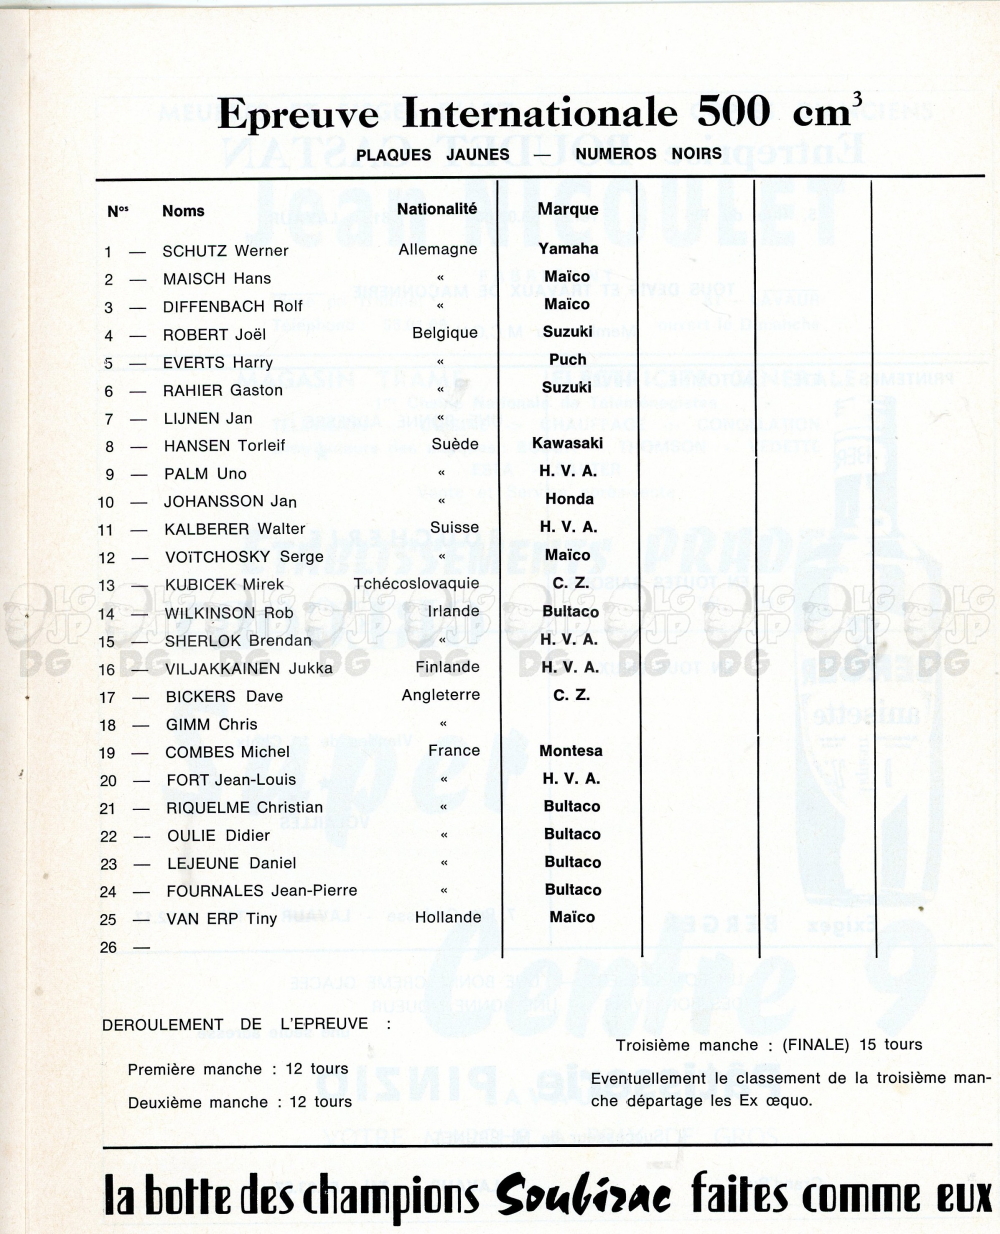 Epreuve Internationale 500 cm³
PLAQUES JAUNES — NUMEROS NOIRS
Nos Noms Nationalité Marque
1 — SCHUTZ Werner Allemagne Yamaha
2 — MAISCH Hans « Maïco
3 — DIFFENBACH Rolf « Maïco
4 — ROBERT Joël Belgique Suzuki
5 — EVERTS Harry « Puch
6 — RAHIER Gaston « Suzuki
7 — LIJNEN Jan «
8 — HANSEN Torleif Suède Kawasaki
9 — PALM Uno « H. V. A.
10 — JOHANSSON Jan « Honda
11 — KALBERER Walter Suisse H. V. A.
12 — VOïTCHOSKY Serge « Maïco
13 — KUBICEK Mirek Tchécoslovaquie C. Z.
14 — WILKINSON Rob Irlande Bultaco
15 — SHERLOK Brendan « H. V. A.
16 — VILJAKKAINEN Jukka Finlande H. V. A.
17 — BICKERS Dave Angleterre C. Z.
18 — GIMM Chris «
19 — COMBES Michel France Montesa
20 — FORT Jean-Louis « H. V. A.
21 — RIQUELME Christian « Bultaco
22 — OULIE Didier « Bultaco
23 — LEJEUNE Daniel « Bultaco
24 — FOURNALES Jean-Pierre « Bultaco
25 — VAN ERP Tiny Hollande Maïco
26 —
DEROULEMENT DE L'EPREUVE :
Première manche : 12 tours
Deuxième manche : 12 tours
Troisième manche : (FINALE) 15 tours
Eventuellement le classement de la troisième man-
che départage les Ex œquo.
la botte des champions Soubirac faites comme eux